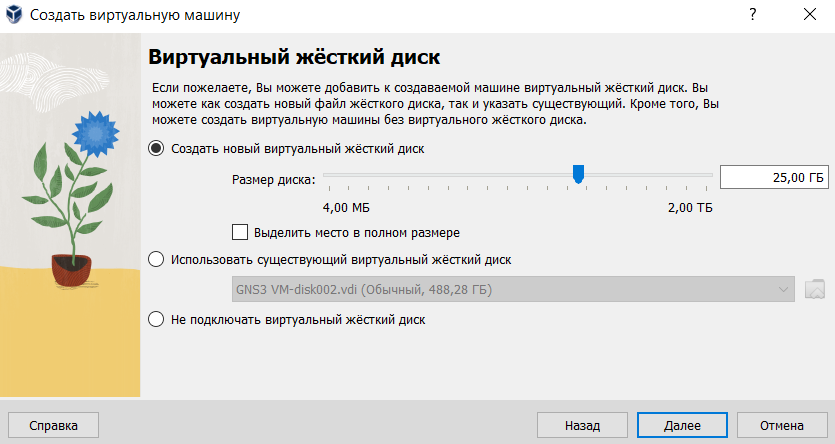 Создать виртуальную машину
?
Виртуальный жёсткий диск
Если пожелаете, Вы можете добавить к создаваемой машине виртуальный жёсткий диск. Вы
можете как создать новый файл жёсткого диска, так и указать существующий. Кроме того, Вы
можете создать виртуальную машины без виртуального жёсткого диска.
Создать новый виртуальный жёсткий диск
Размер диска:
25,00 ГБ
4,00 МБ
2,00 ТБ
Выделить место в полном размере
Использовать существующий виртуальный жёсткий диск
GNS3 VM-disk002.vdi (Обычный, 488,28 ГБ)
Не подключать виртуальный жёсткий диск
Справка
Назад
Далее
Отмена